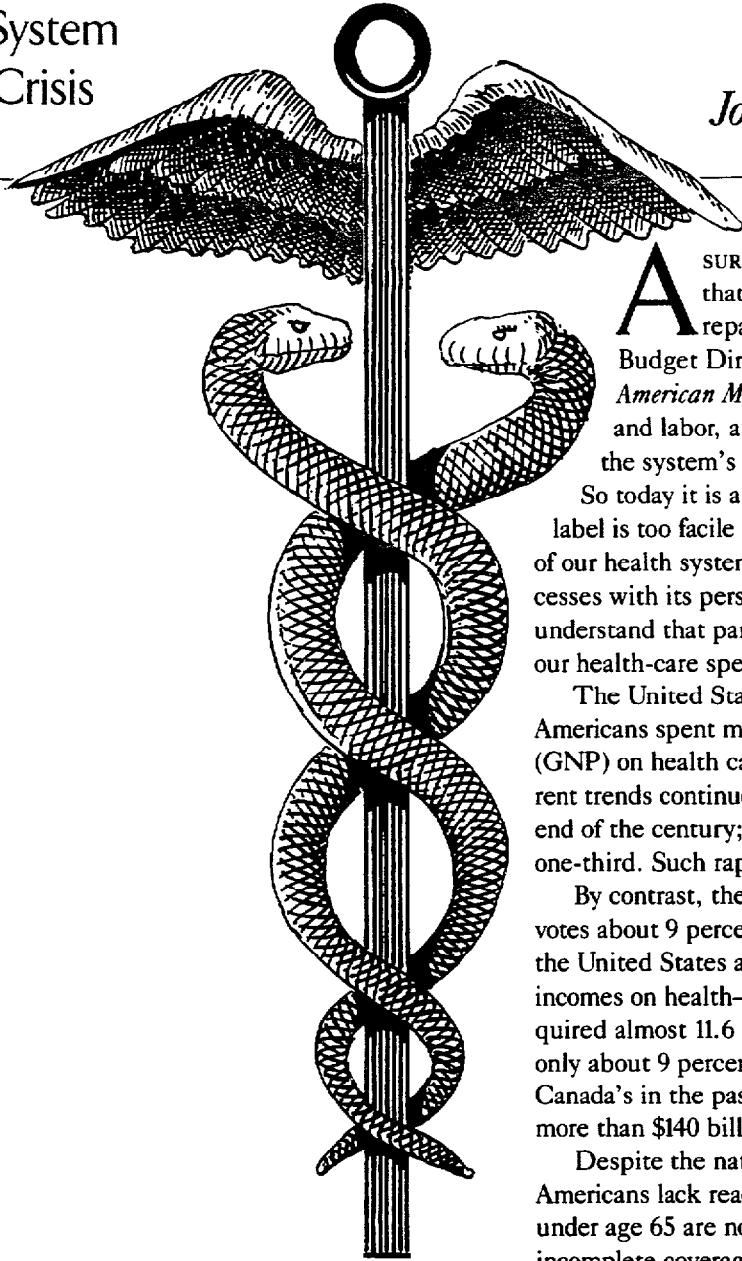 System
Crisis
Jo
A SUR
that
repa
Budget Dir
American M
and labor, a
the system's
So today it is a
label is too facile
of our health system
cesses with its pers
understand that par
our health-care spe
The United Sta
Americans spent m
(GNP) on health ca
rent trends continue
end of the century;
one-third. Such rap
By contrast, the
votes about 9 perce
the United States a
incomes on health-
quired almost 11.6
only about 9 percen
Canada's in the pas
more than $140 bill
Despite the nat
Americans lack read
under age 65 are no
incomplete coverag